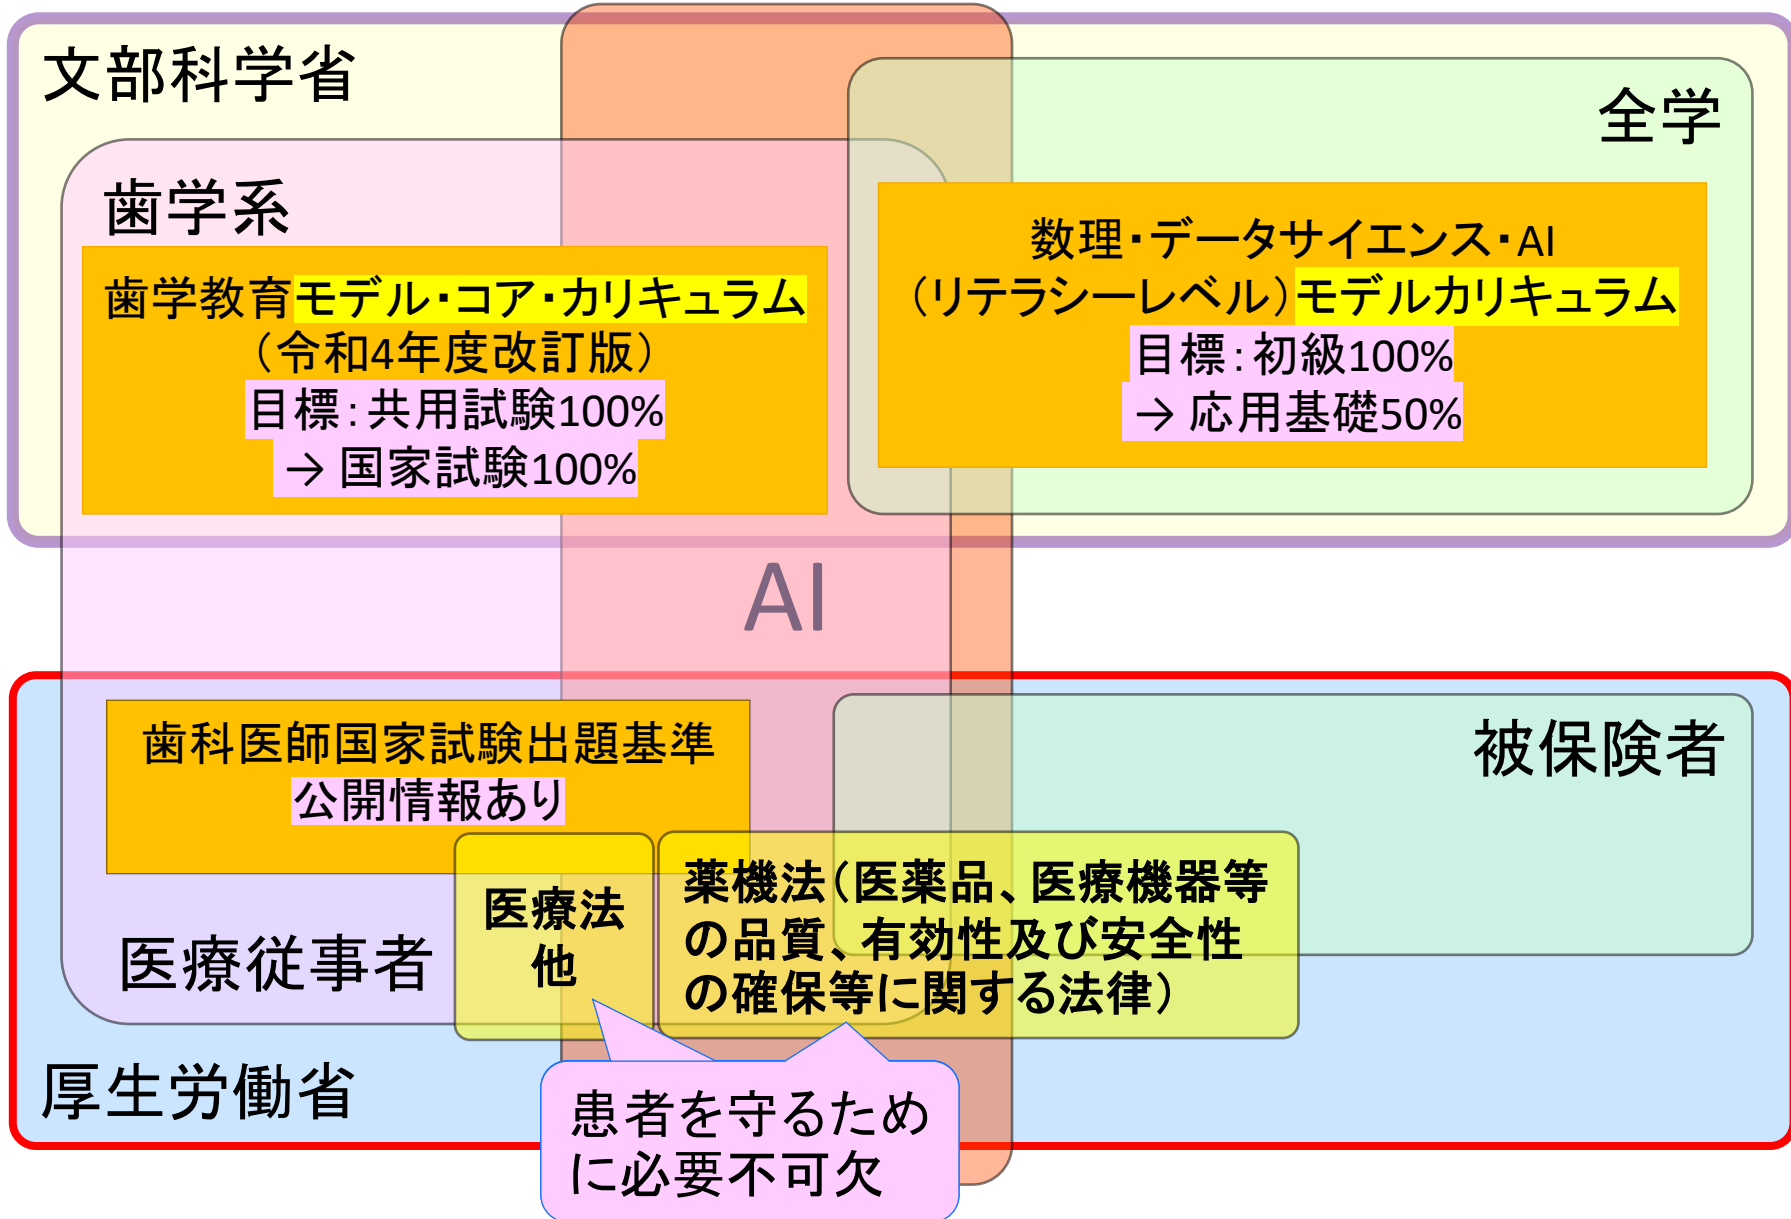 文部科学省
全学
歯学系
歯学教育モデル・コア・カリキュラム
（令和4年度改訂版）
目標：共用試験100%
→ 国家試験100%
数理・データサイエンス・AI
（リテラシーレベル）モデルカリキュラム
目標：初級100%
→ 応用基礎50%
AI
歯科医師国家試験出題基準
公開情報あり
被保険者
医療法
他
薬機法（医薬品、医療機器等
の品質、有効性及び安全性
の確保等に関する法律）
医療従事者
厚生労働省
患者を守るため
に必要不可欠